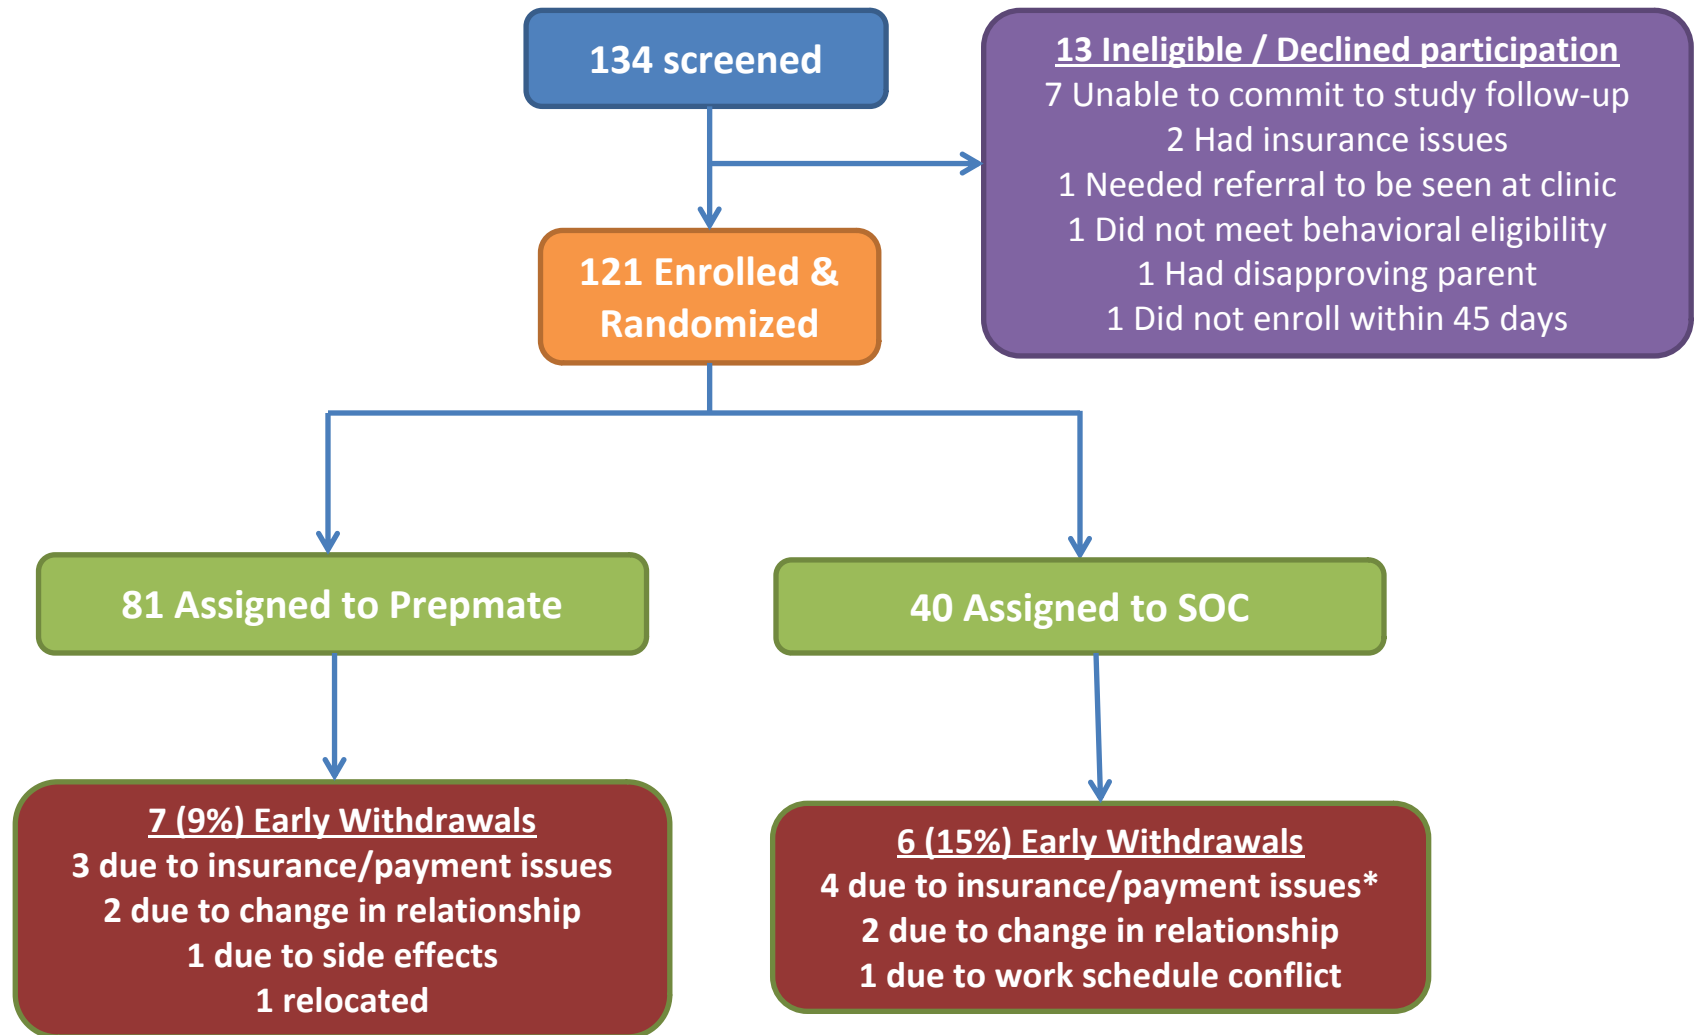 134 screened
13 Ineligible / Declined participation
7 Unable to commit to study follow-up
2 Had insurance issues
1 Needed referral to be seen at clinic
1 Did not meet behavioral eligibility
1 Had disapproving parent
1 Did not enroll within 45 days
121 Enrolled &
Randomized
81 Assigned to Prepmate
40 Assigned to SOC
7 (9%) Early Withdrawals
3 due to insurance/payment issues
2 due to change in relationship
1 due to side effects
1 relocated
6 (15%) Early Withdrawals
4 due to insurance/payment issues*
2 due to change in relationship
1 due to work schedule conflict